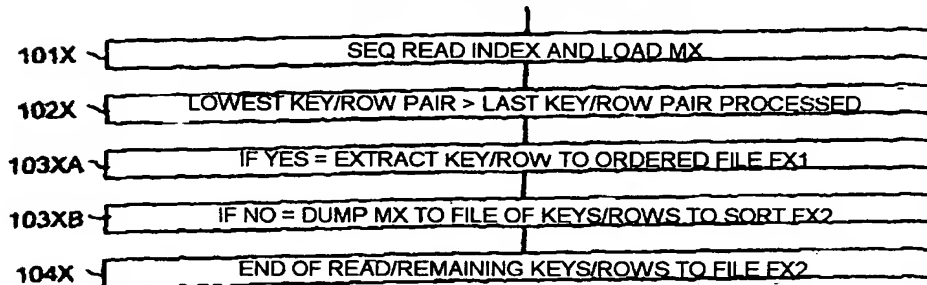 101X SEQ READ INDEX AND LOAD MX
102X LOWEST KEY/ROW PAIR > LAST KEY/ROW PAIR PROCESSED
103XA IF YES = EXTRACT KEY/ROW TO ORDERED FILE FX1
103XB IF NO = DUMP MX TO FILE OF KEYS/ROWS TO SORT FX2
104X END OF READ/REMAINING KEYS/ROWS TO FILE FX2